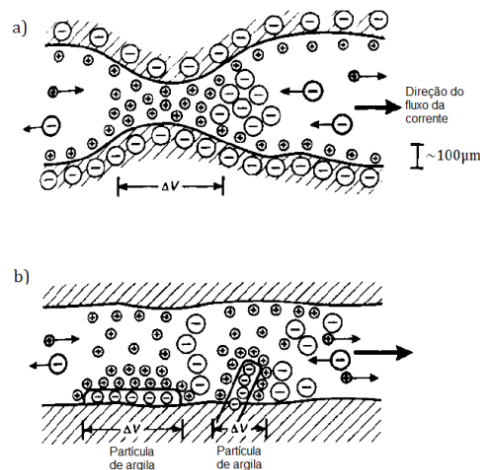 a)
Direção do
fluxo da
corrente
~100μm
ΔV
b)
ΔV
ΔV
Partícula
de argila
Partícula
de argila